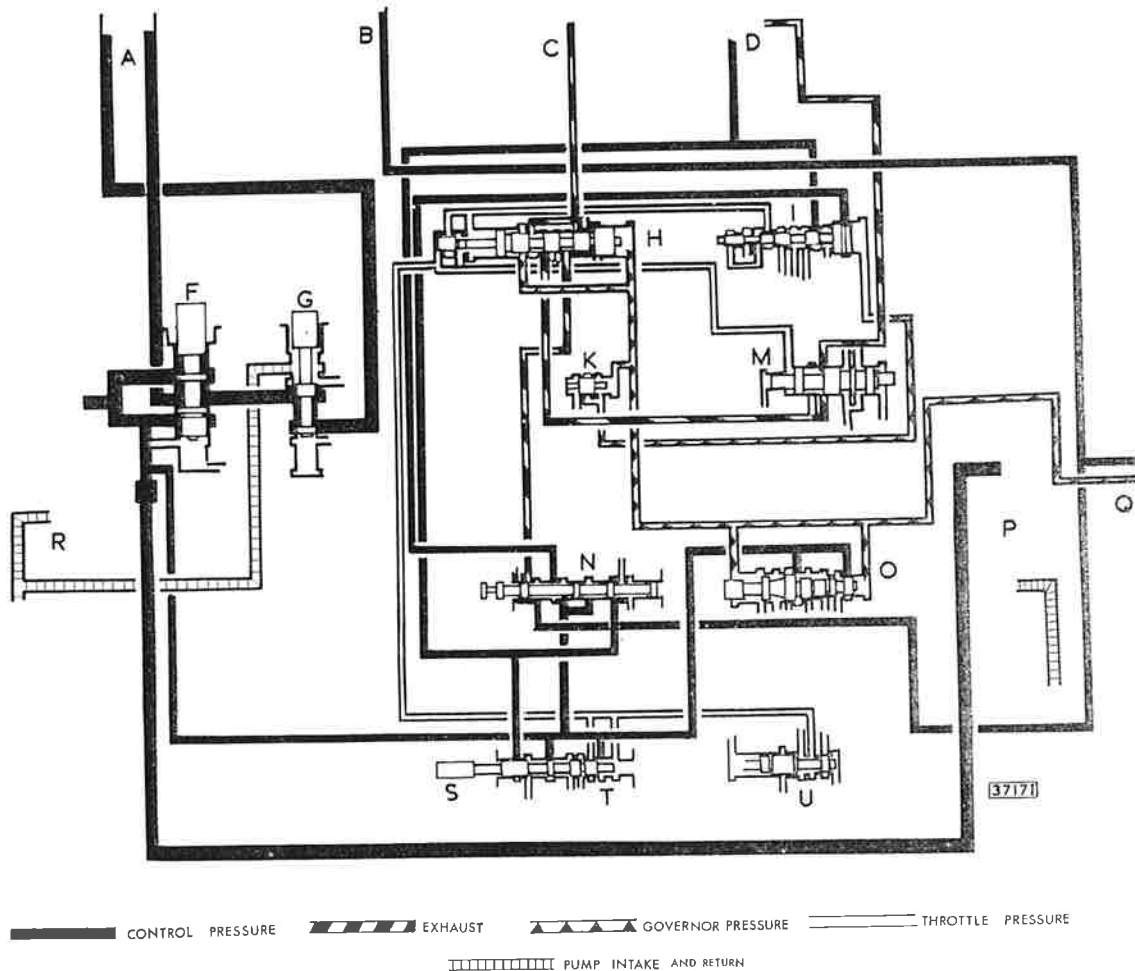 A
B
C
D
H
I
F
G
K
M
R
N
O
P
Q
S
T
U
37171
CONTROL PRESSURE
EXHAUST
GOVERNOR PRESSURE
THROTTLE PRESSURE
PUMP INTAKE AND RETURN